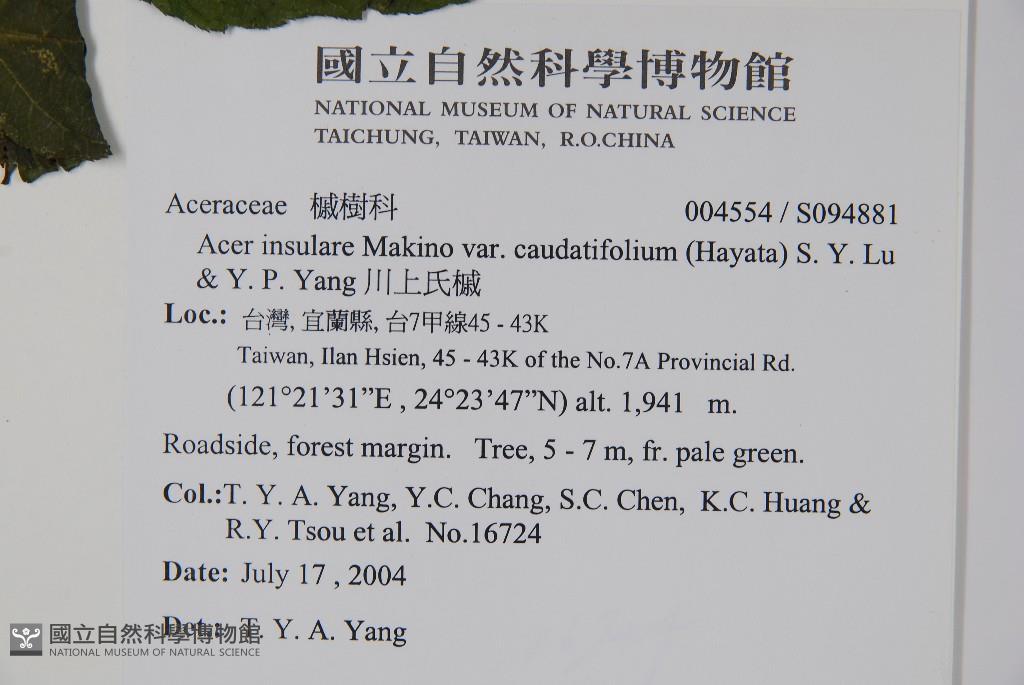 國立自然科學博物館
NATIONAL MUSEUM OF NATURAL SCIENCE
TAICHUNG, TAIWAN, R.O.CHINA
Aceraceae 槭樹科 004554 / S094881
Acer insulare Makino var. caudatifolium (Hayata) S. Y. Lu
& Y. P. Yang 川上氏槭
Loc.: 台灣, 宜蘭縣, 台7甲線45 - 43K
Taiwan, Ilan Hsien, 45 - 43K of the No.7A Provincial Rd.
(121°21’31”E , 24°23’47”N) alt. 1,941 m.
Roadside, forest margin. Tree, 5 - 7 m, fr. pale green.
Col.:T. Y. A. Yang, Y.C. Chang, S.C. Chen, K.C. Huang &
R.Y. Tsou et al. No.16724
Date: July 17 , 2004
Det.: T. Y. A. Yang
國立自然科學博物館
NATIONAL MUSEUM OF NATURAL SCIENCE